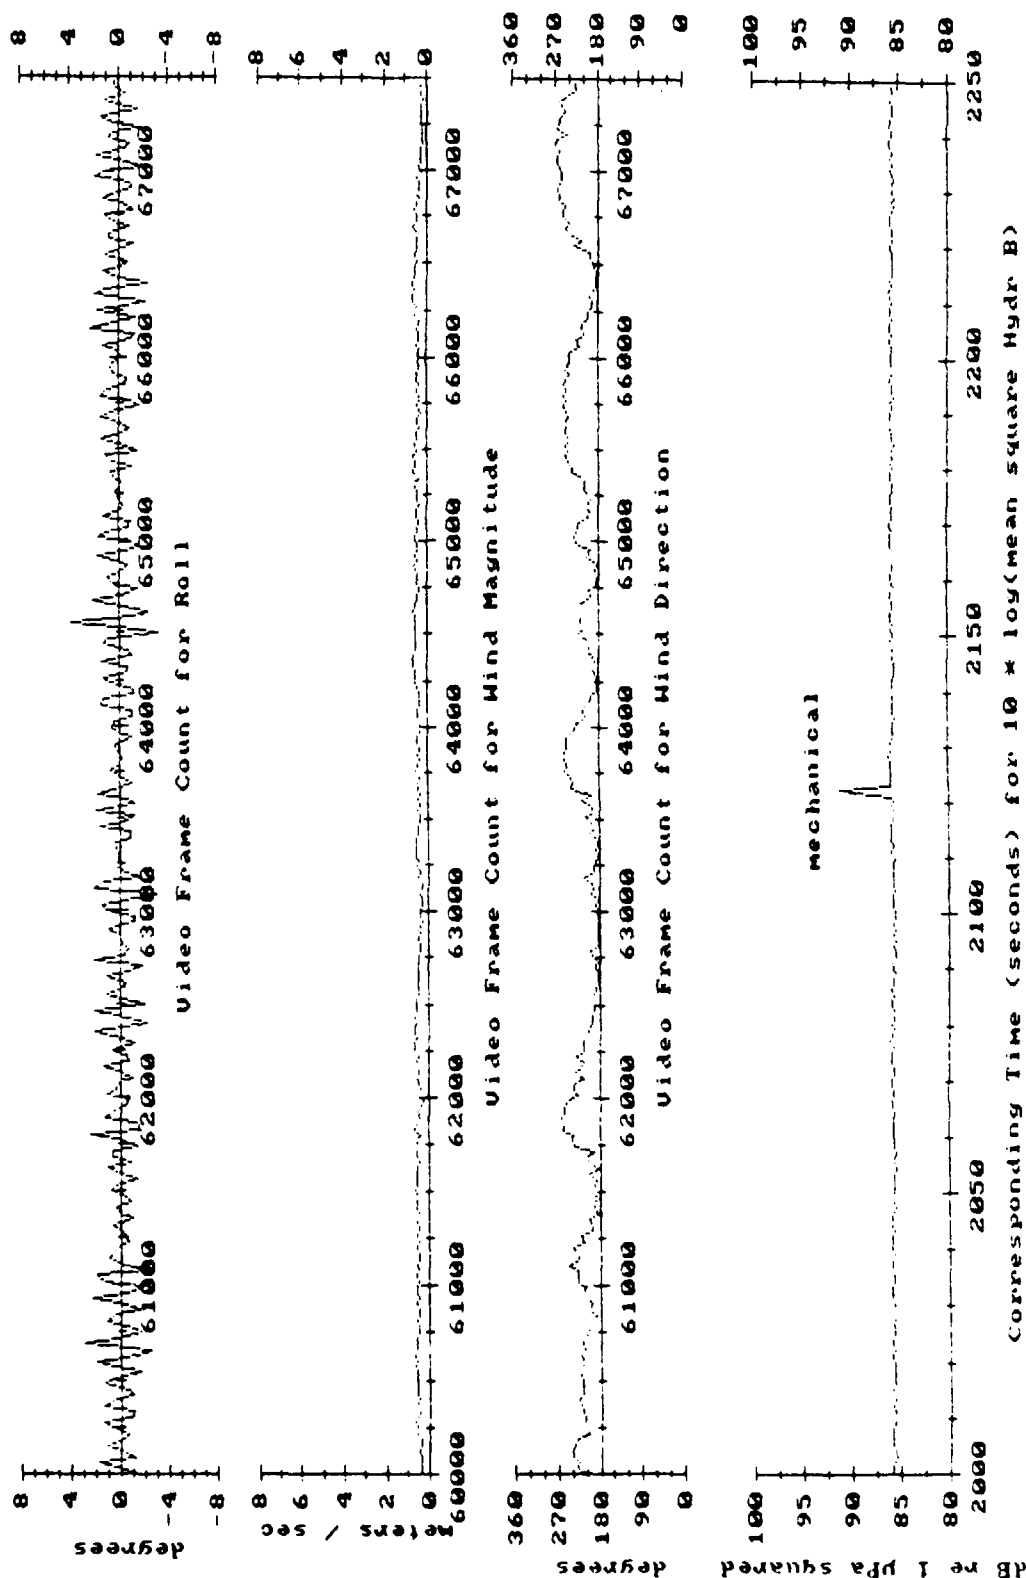 8 4 0 -4 -8
degrees
61000 62000 63000 64000 65000 66000 67000
8 4 0 -4 -8
Video Frame Count for Roll
8 6 4 2 0
meters / sec
60000 61000 62000 63000 64000 65000 66000 67000
8 6 4 2 0
Video Frame Count for Wind Magnitude
360 270 180 90 0
degrees
61000 62000 63000 64000 65000 66000 67000
360 270 180 90 0
Video Frame Count for Wind Direction
100 95 90 85 80
dB re 1 µPa squared
mechanical
100 95 90 85 80
2000 2050 2100 2150 2200 2250
Corresponding Time (seconds) for 10 * log(mean square Hydr B)